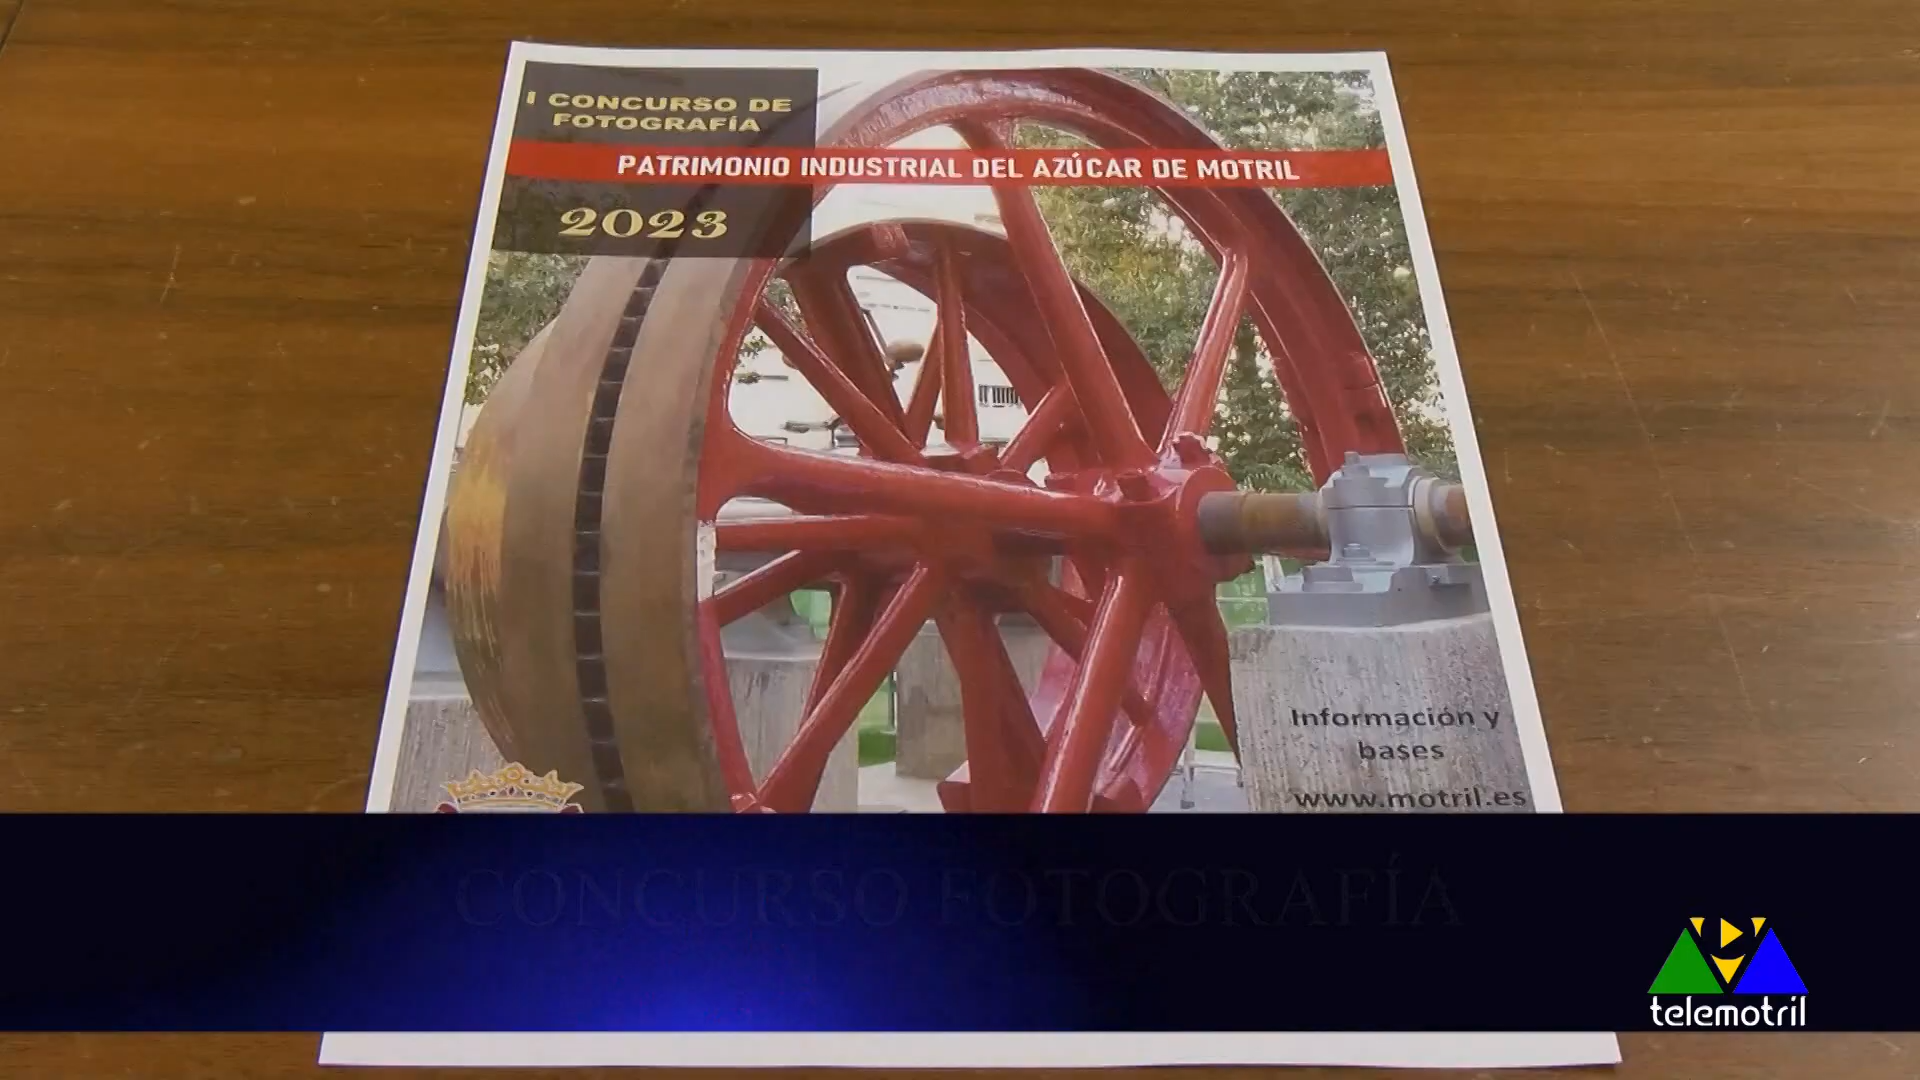 I CONCURSO DE
FOTOGRAFÍA
PATRIMONIO INDUSTRIAL DEL AZÚCAR DE MOTRIL
2023
Información y
bases
www.motril.es
CONCURSO FOTOGRAFÍA
telemotril